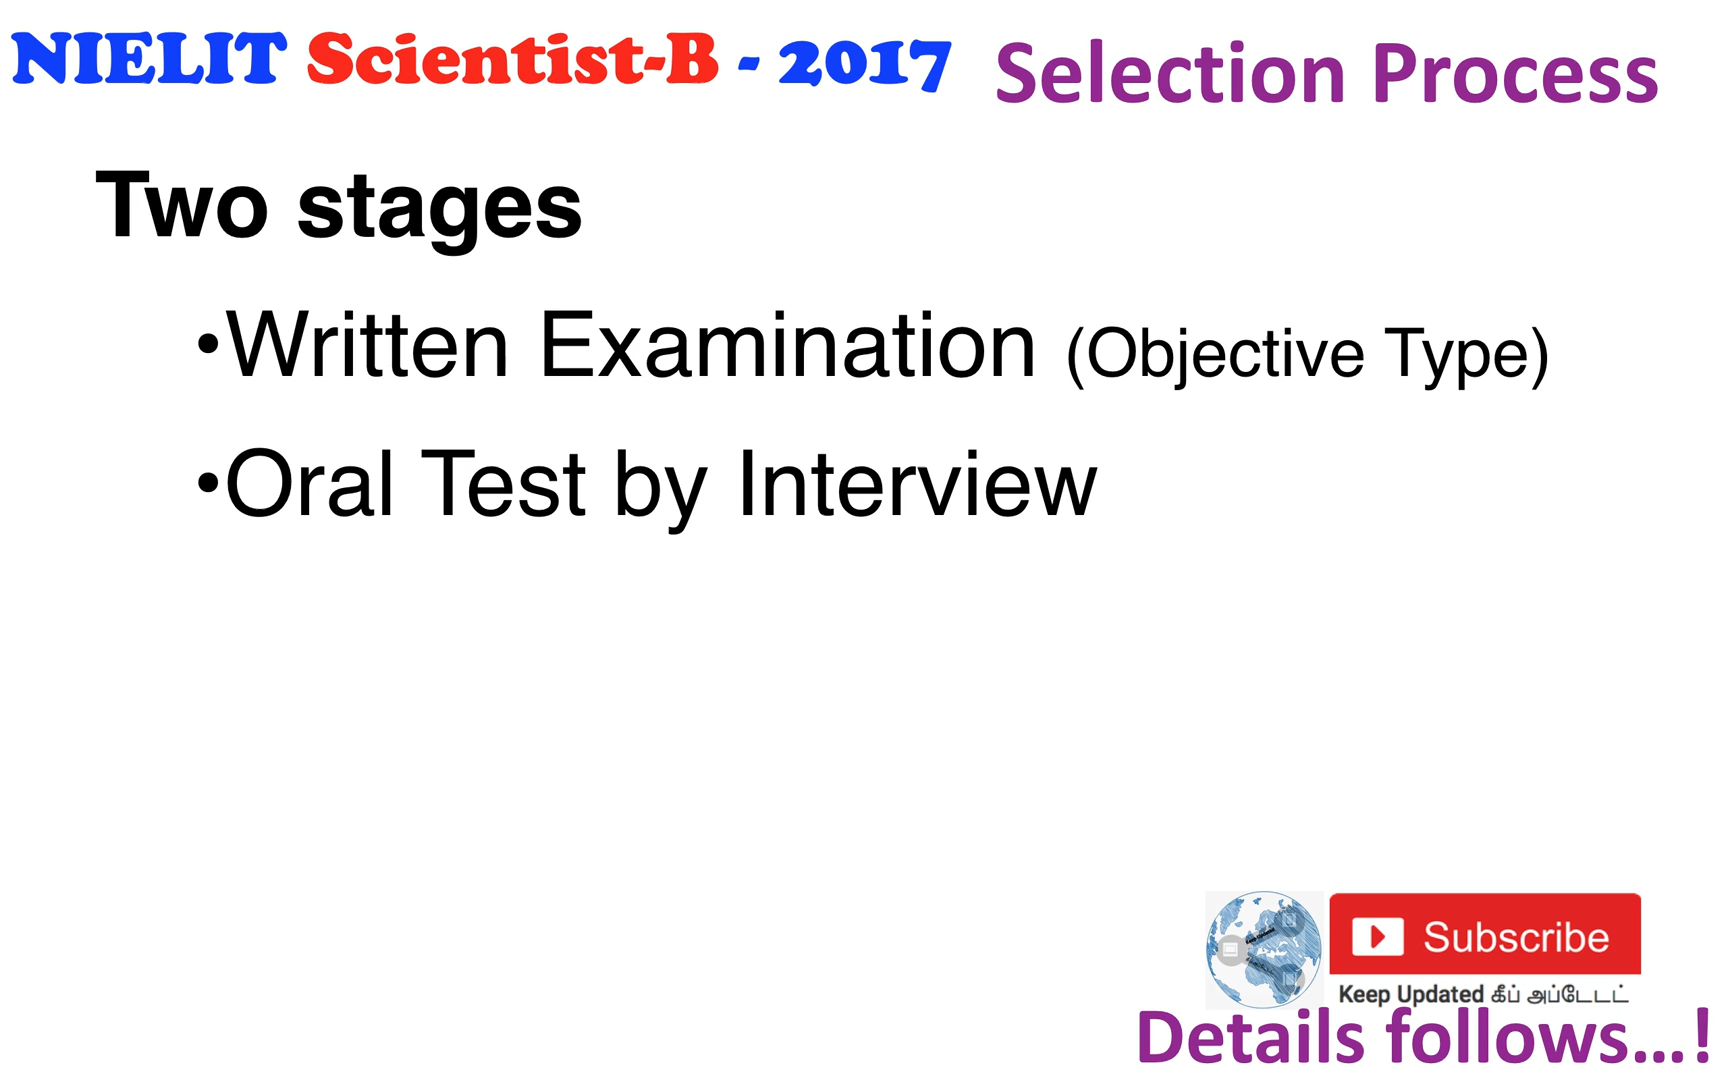 NIELIT Scientist-B - 2017 Selection Process
Two stages
•Written Examination (Objective Type)
•Oral Test by Interview
Subscribe
Keep Updated கீப் அப்டேடட்
Details follows...!